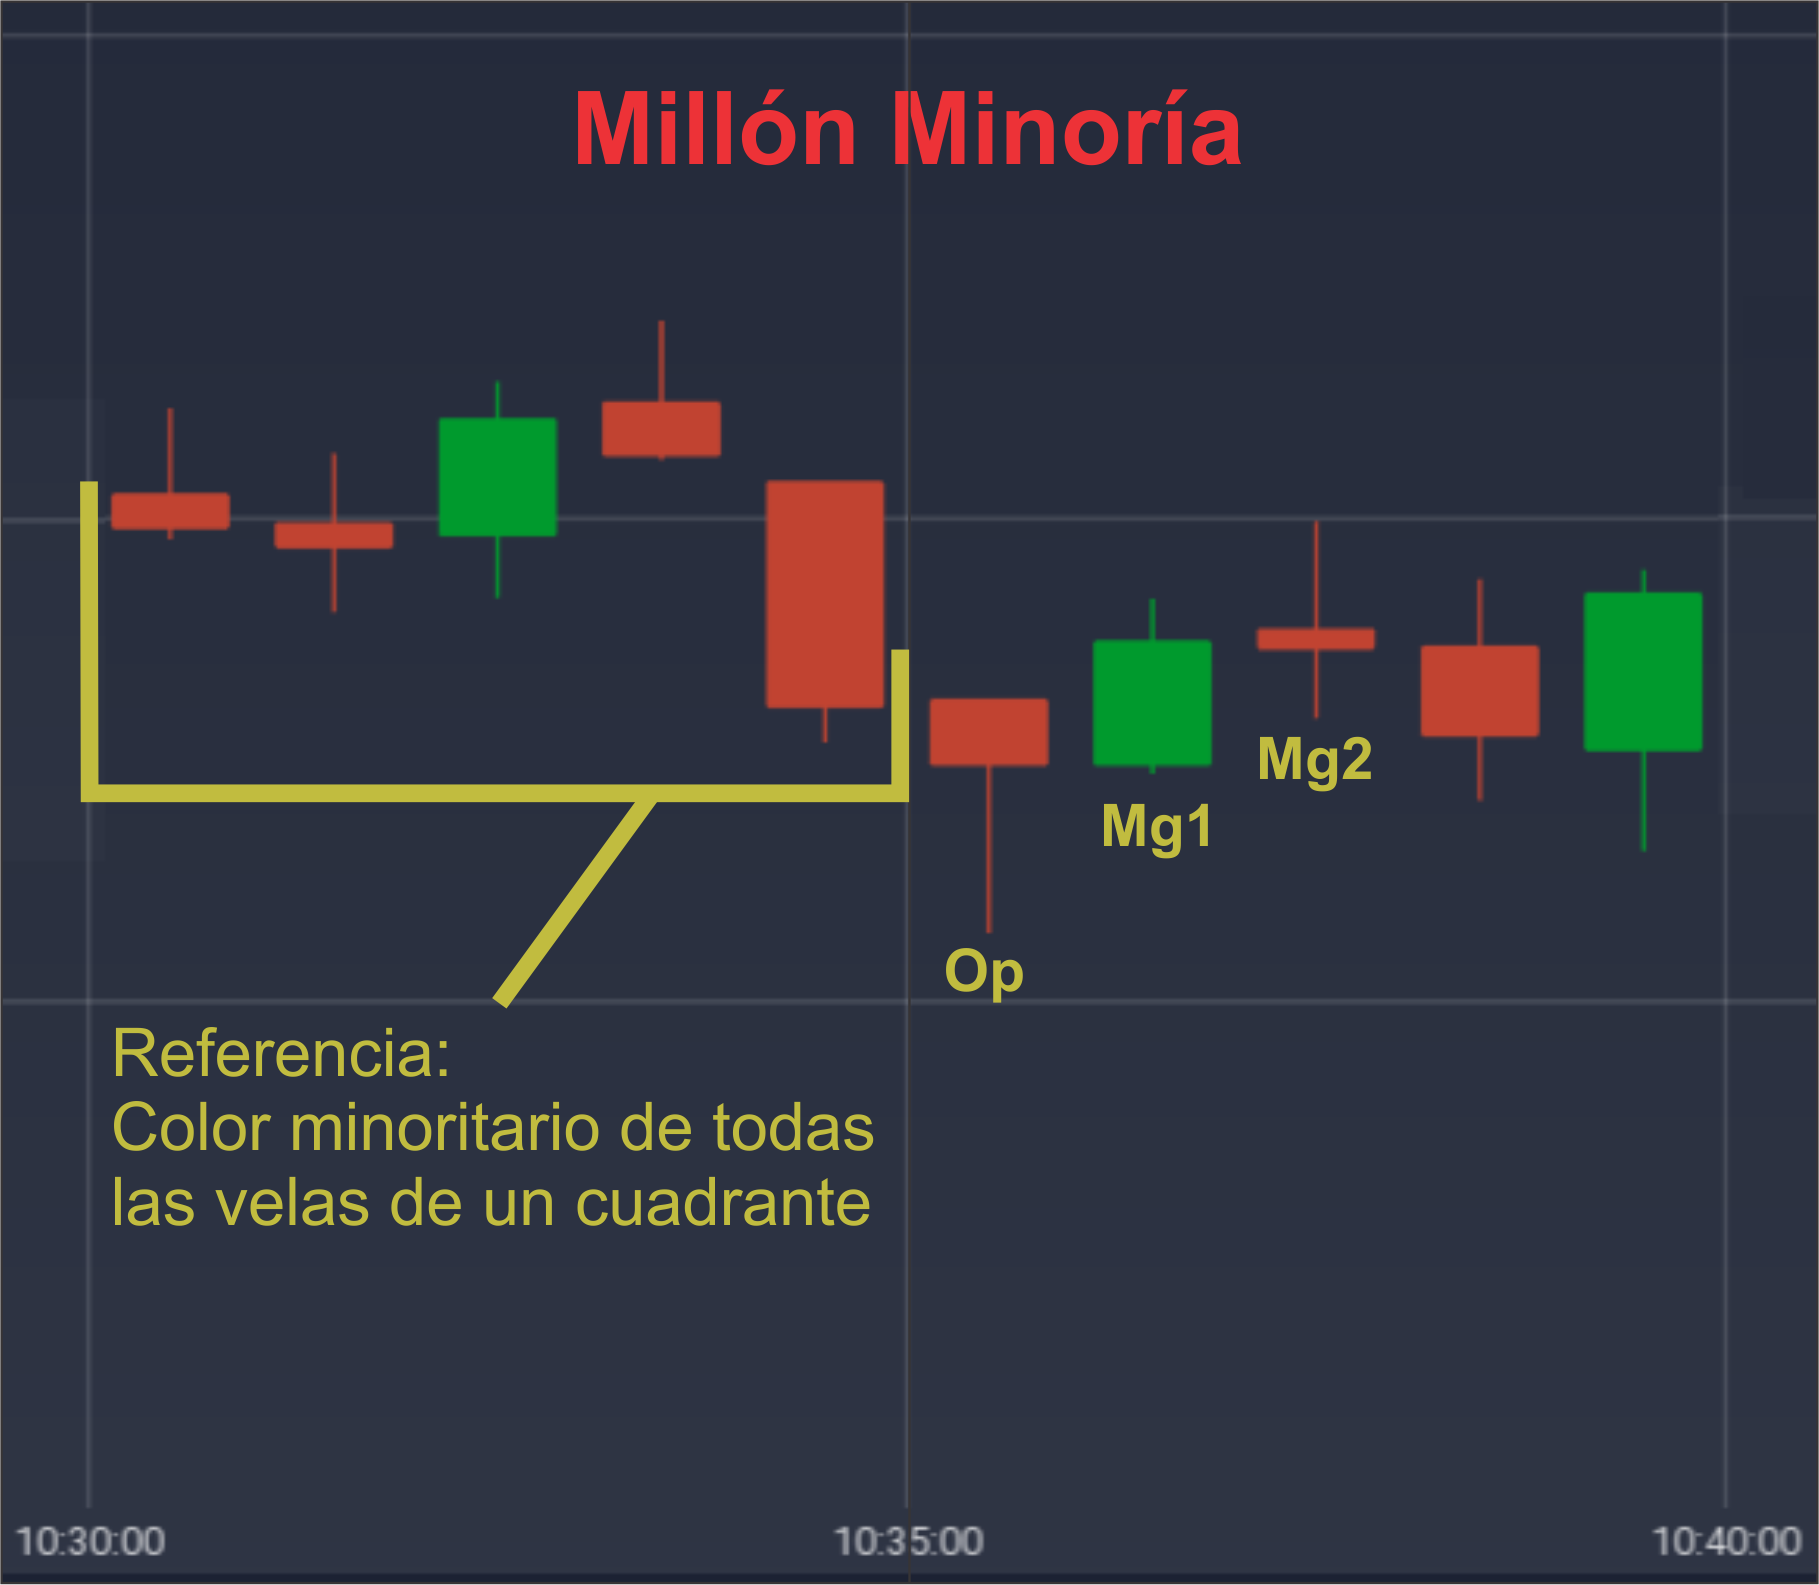 Millón Minoría
Mg2
Mg1
Op
Referencia:
Color minoritario de todas
las velas de un cuadrante
10:30:00
10:35:00
10:40:00